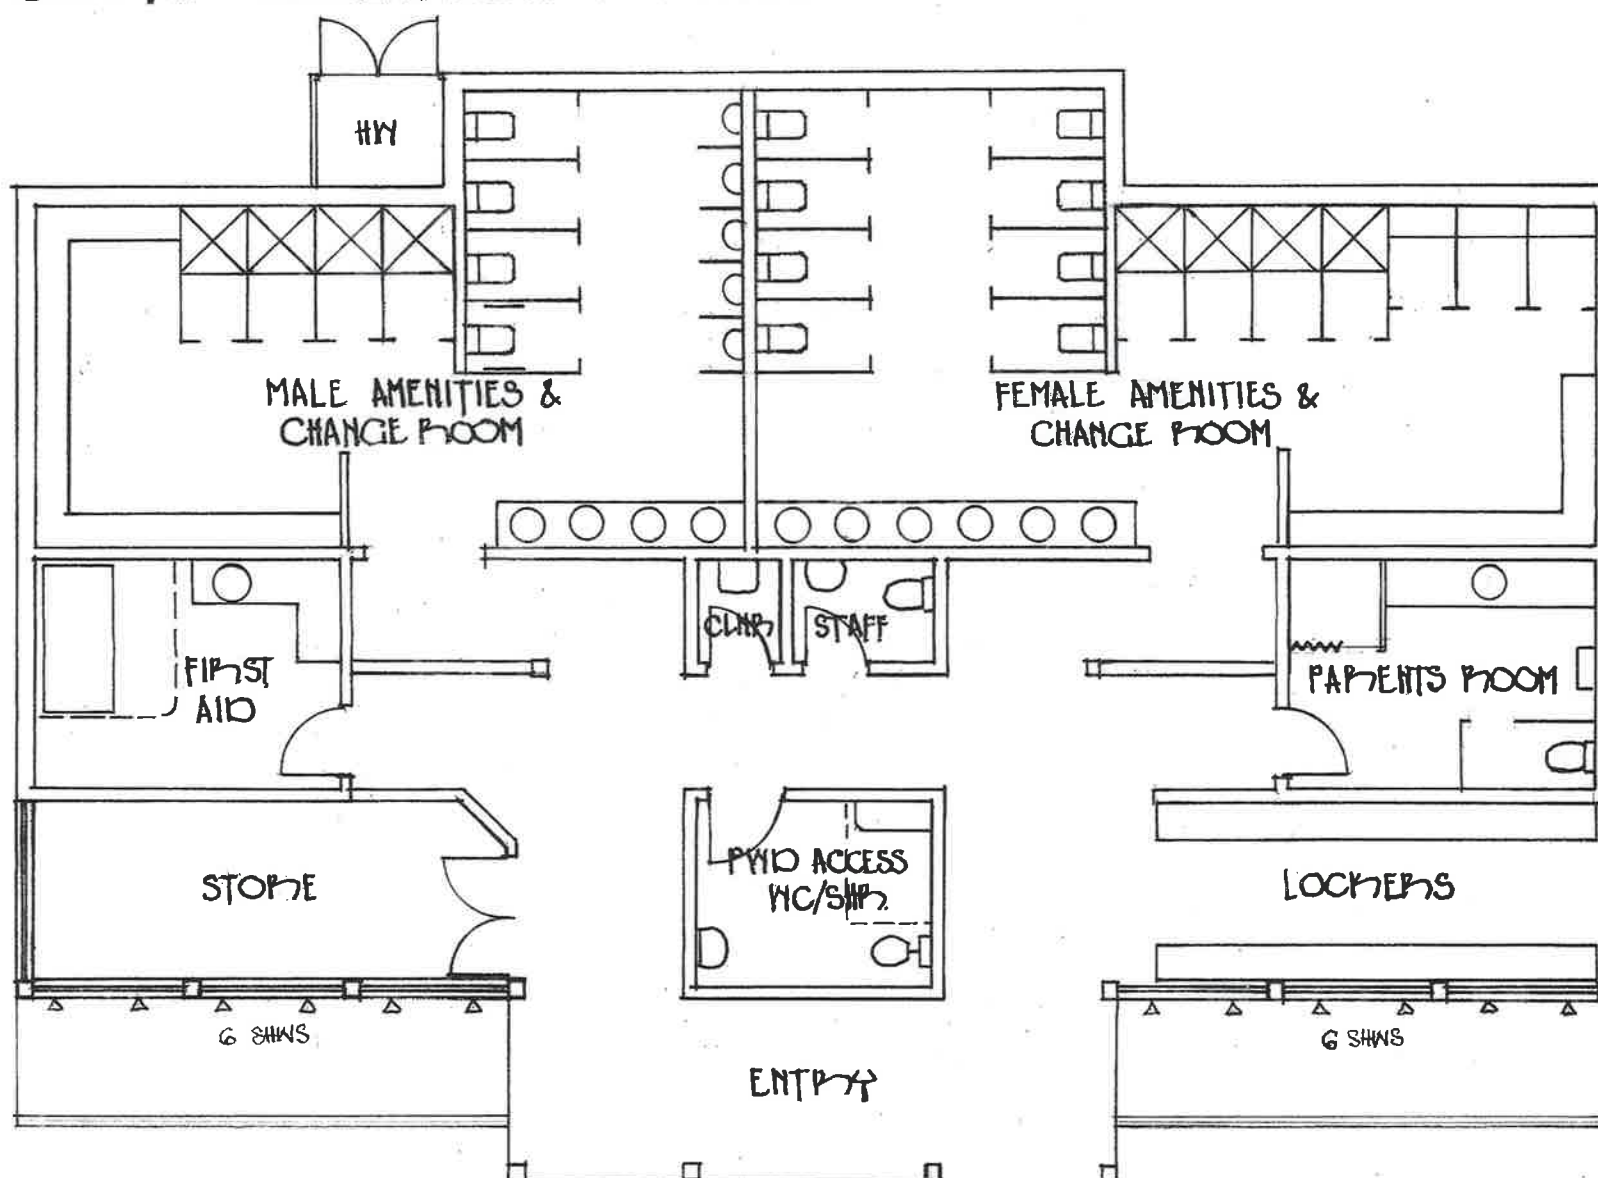 HW
MALE AMENITIES &
CHANGE ROOM
FEMALE AMENITIES &
CHANGE ROOM
CLNR
STAFF
FIRST
AID
PARENTS ROOM
PWD ACCESS
WC/SHR.
STORE
LOCKERS
6 SHWS
6 SHWS
ENTRY